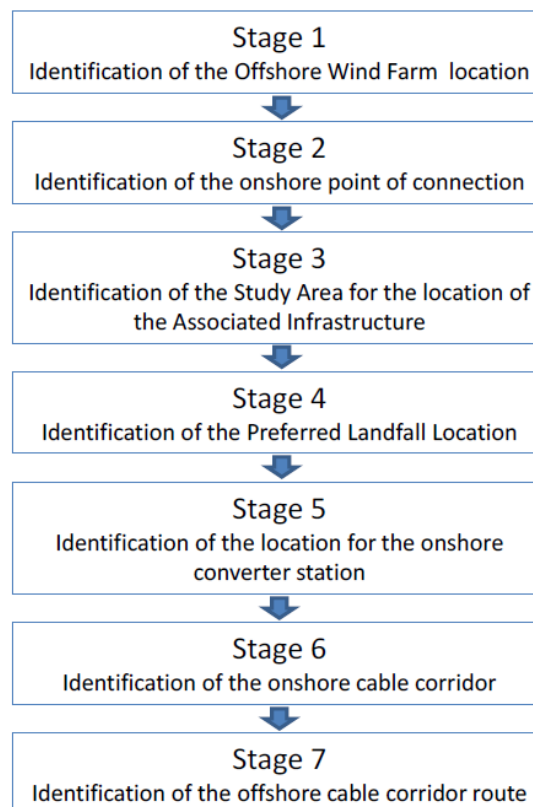 Stage 1
Identification of the Offshore Wind Farm location
Stage 2
Identification of the onshore point of connection
Stage 3
Identification of the Study Area for the location of
the Associated Infrastructure
Stage 4
Identification of the Preferred Landfall Location
Stage 5
Identification of the location for the onshore
converter station
Stage 6
Identification of the onshore cable corridor
Stage 7
Identification of the offshore cable corridor route